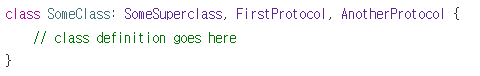 class SomeClass: SomeSuperclass, FirstProtocol, AnotherProtocol {
    // class definition goes here
}